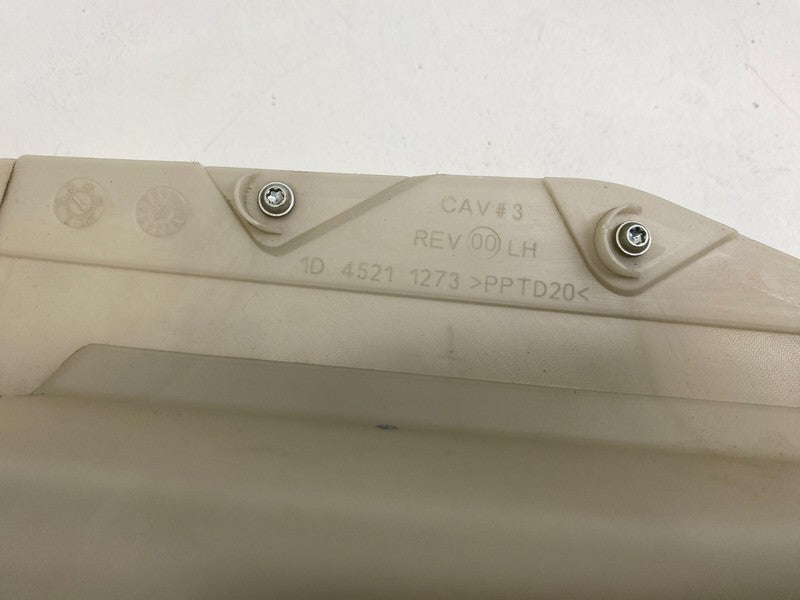 CAV#3
REV 00 LH
1D 4521 1273 >PPTD20<